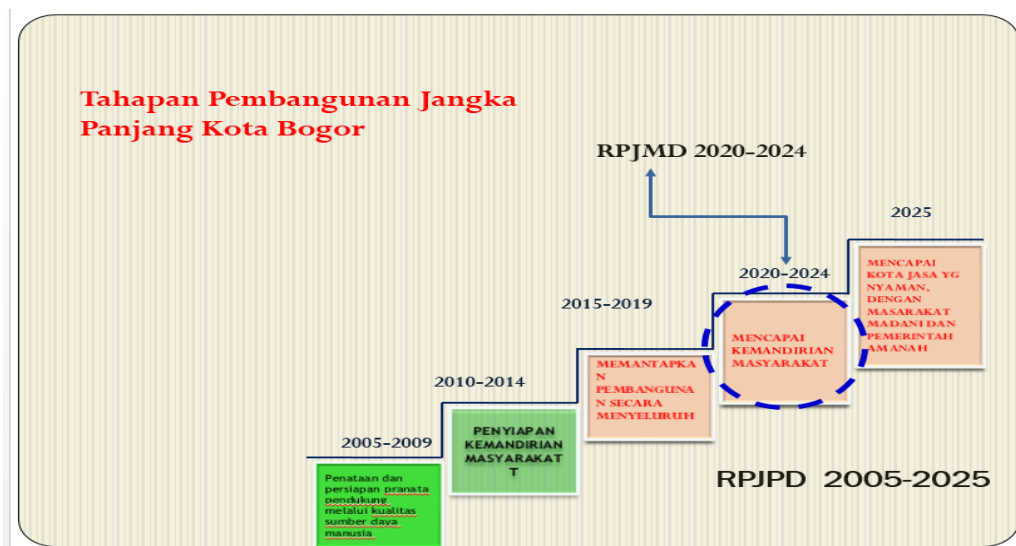 Tahapan Pembangunan Jangka
Panjang Kota Bogor
RPJMD 2020-2024
2025
2020-2024
2015-2019
2010-2014
2005-2009
MENCAPAI
KOTA JASA YG
NYAMAN,
DENGAN
MASARAKAT
MADANI DAN
PEMERINTAH
AMANAH
MENCAPAI
KEMANDIRIAN
MASYARAKAT
MEMANTAPKA
N
PEMBANGUNA
N SECARA
MENYELURUH
PENYIAPAN
KEMANDIRIAN
MASYARAKAT
T
Penataan dan
persiapan pranata
pendukung
melalui kualitas
sumber daya
manusia
RPJPD 2005-2025